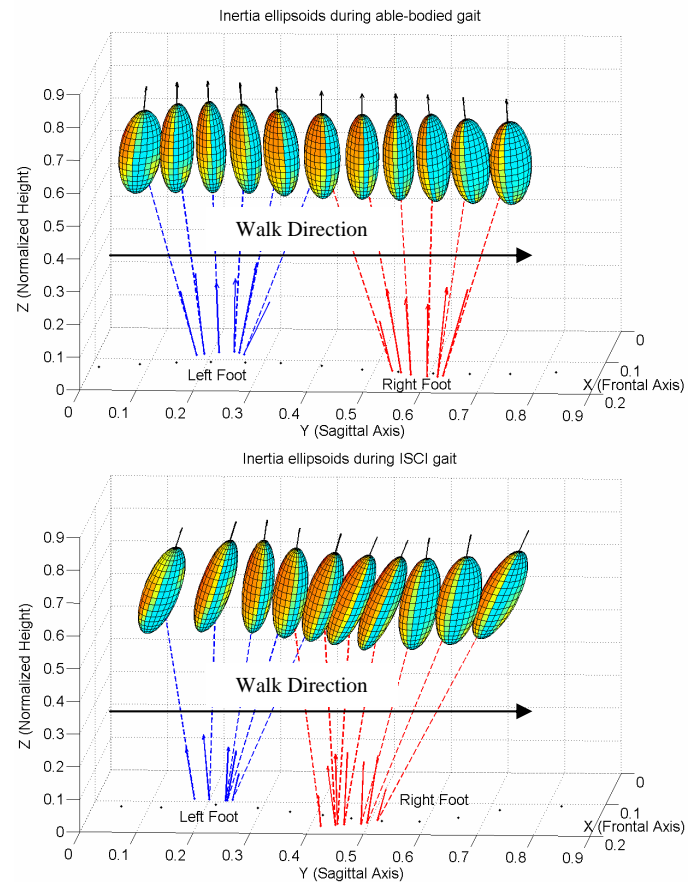 Inertia ellipsoids during able-bodied gait
0.9
0.8
0.7
0.6
0.5
0.4
0.3
0.2
0.1
0
Z (Normalized Height)
Walk Direction
Left Foot
Right Foot
0
0.1
0.2
X (Frontal Axis)
0 0.1 0.2 0.3 0.4 0.5 0.6 0.7 0.8 0.9
Y (Sagittal Axis)
Inertia ellipsoids during ISCI gait
0.9
0.8
0.7
0.6
0.5
0.4
0.3
0.2
0.1
0
Z (Normalized Height)
Walk Direction
Left Foot
Right Foot
0
0.1
0.2
X (Frontal Axis)
0 0.1 0.2 0.3 0.4 0.5 0.6 0.7 0.8 0.9
Y (Sagittal Axis)